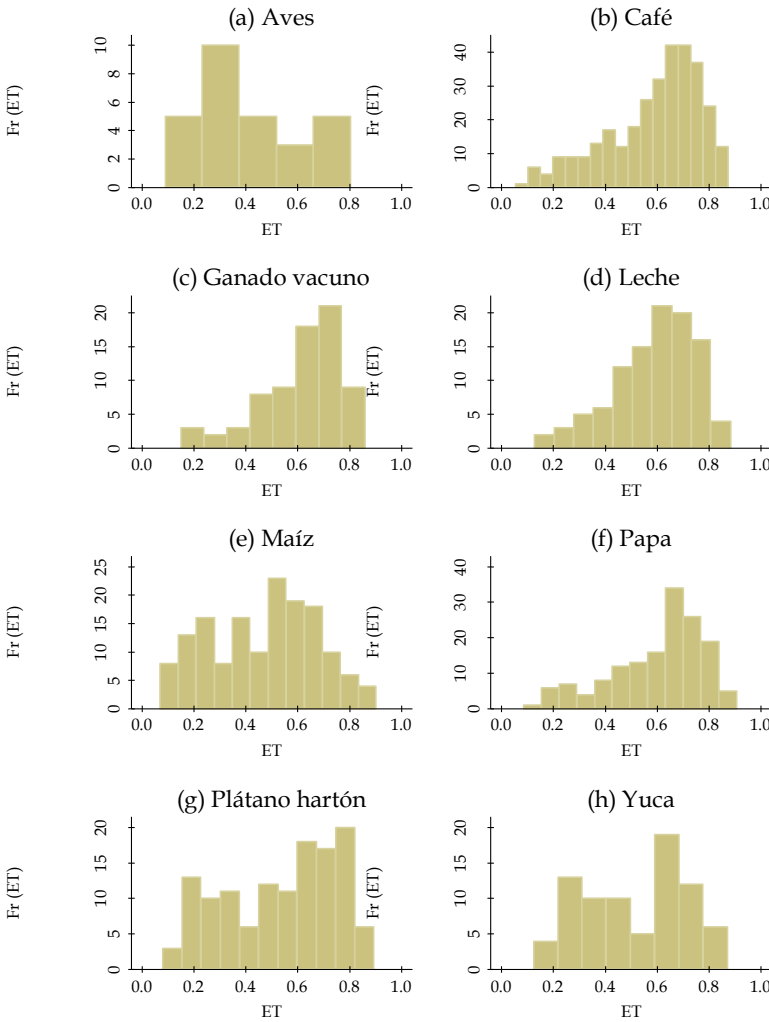 (a) Aves
Fr (ET)
0 2 4 6 8 10
0.0 0.2 0.4 0.6 0.8 1.0
ET
(b) Café
Fr (ET)
0 10 20 30 40
0.0 0.2 0.4 0.6 0.8 1.0
ET
(c) Ganado vacuno
Fr (ET)
0 5 10 15 20
0.0 0.2 0.4 0.6 0.8 1.0
ET
(d) Leche
Fr (ET)
0 5 10 15 20
0.0 0.2 0.4 0.6 0.8 1.0
ET
(e) Maíz
Fr (ET)
0 5 10 15 20 25
0.0 0.2 0.4 0.6 0.8 1.0
ET
(f) Papa
Fr (ET)
0 10 20 30 40
0.0 0.2 0.4 0.6 0.8 1.0
ET
(g) Plátano hartón
Fr (ET)
0 5 10 15 20
0.0 0.2 0.4 0.6 0.8 1.0
ET
(h) Yuca
Fr (ET)
0 5 10 15 20
0.0 0.2 0.4 0.6 0.8 1.0
ET